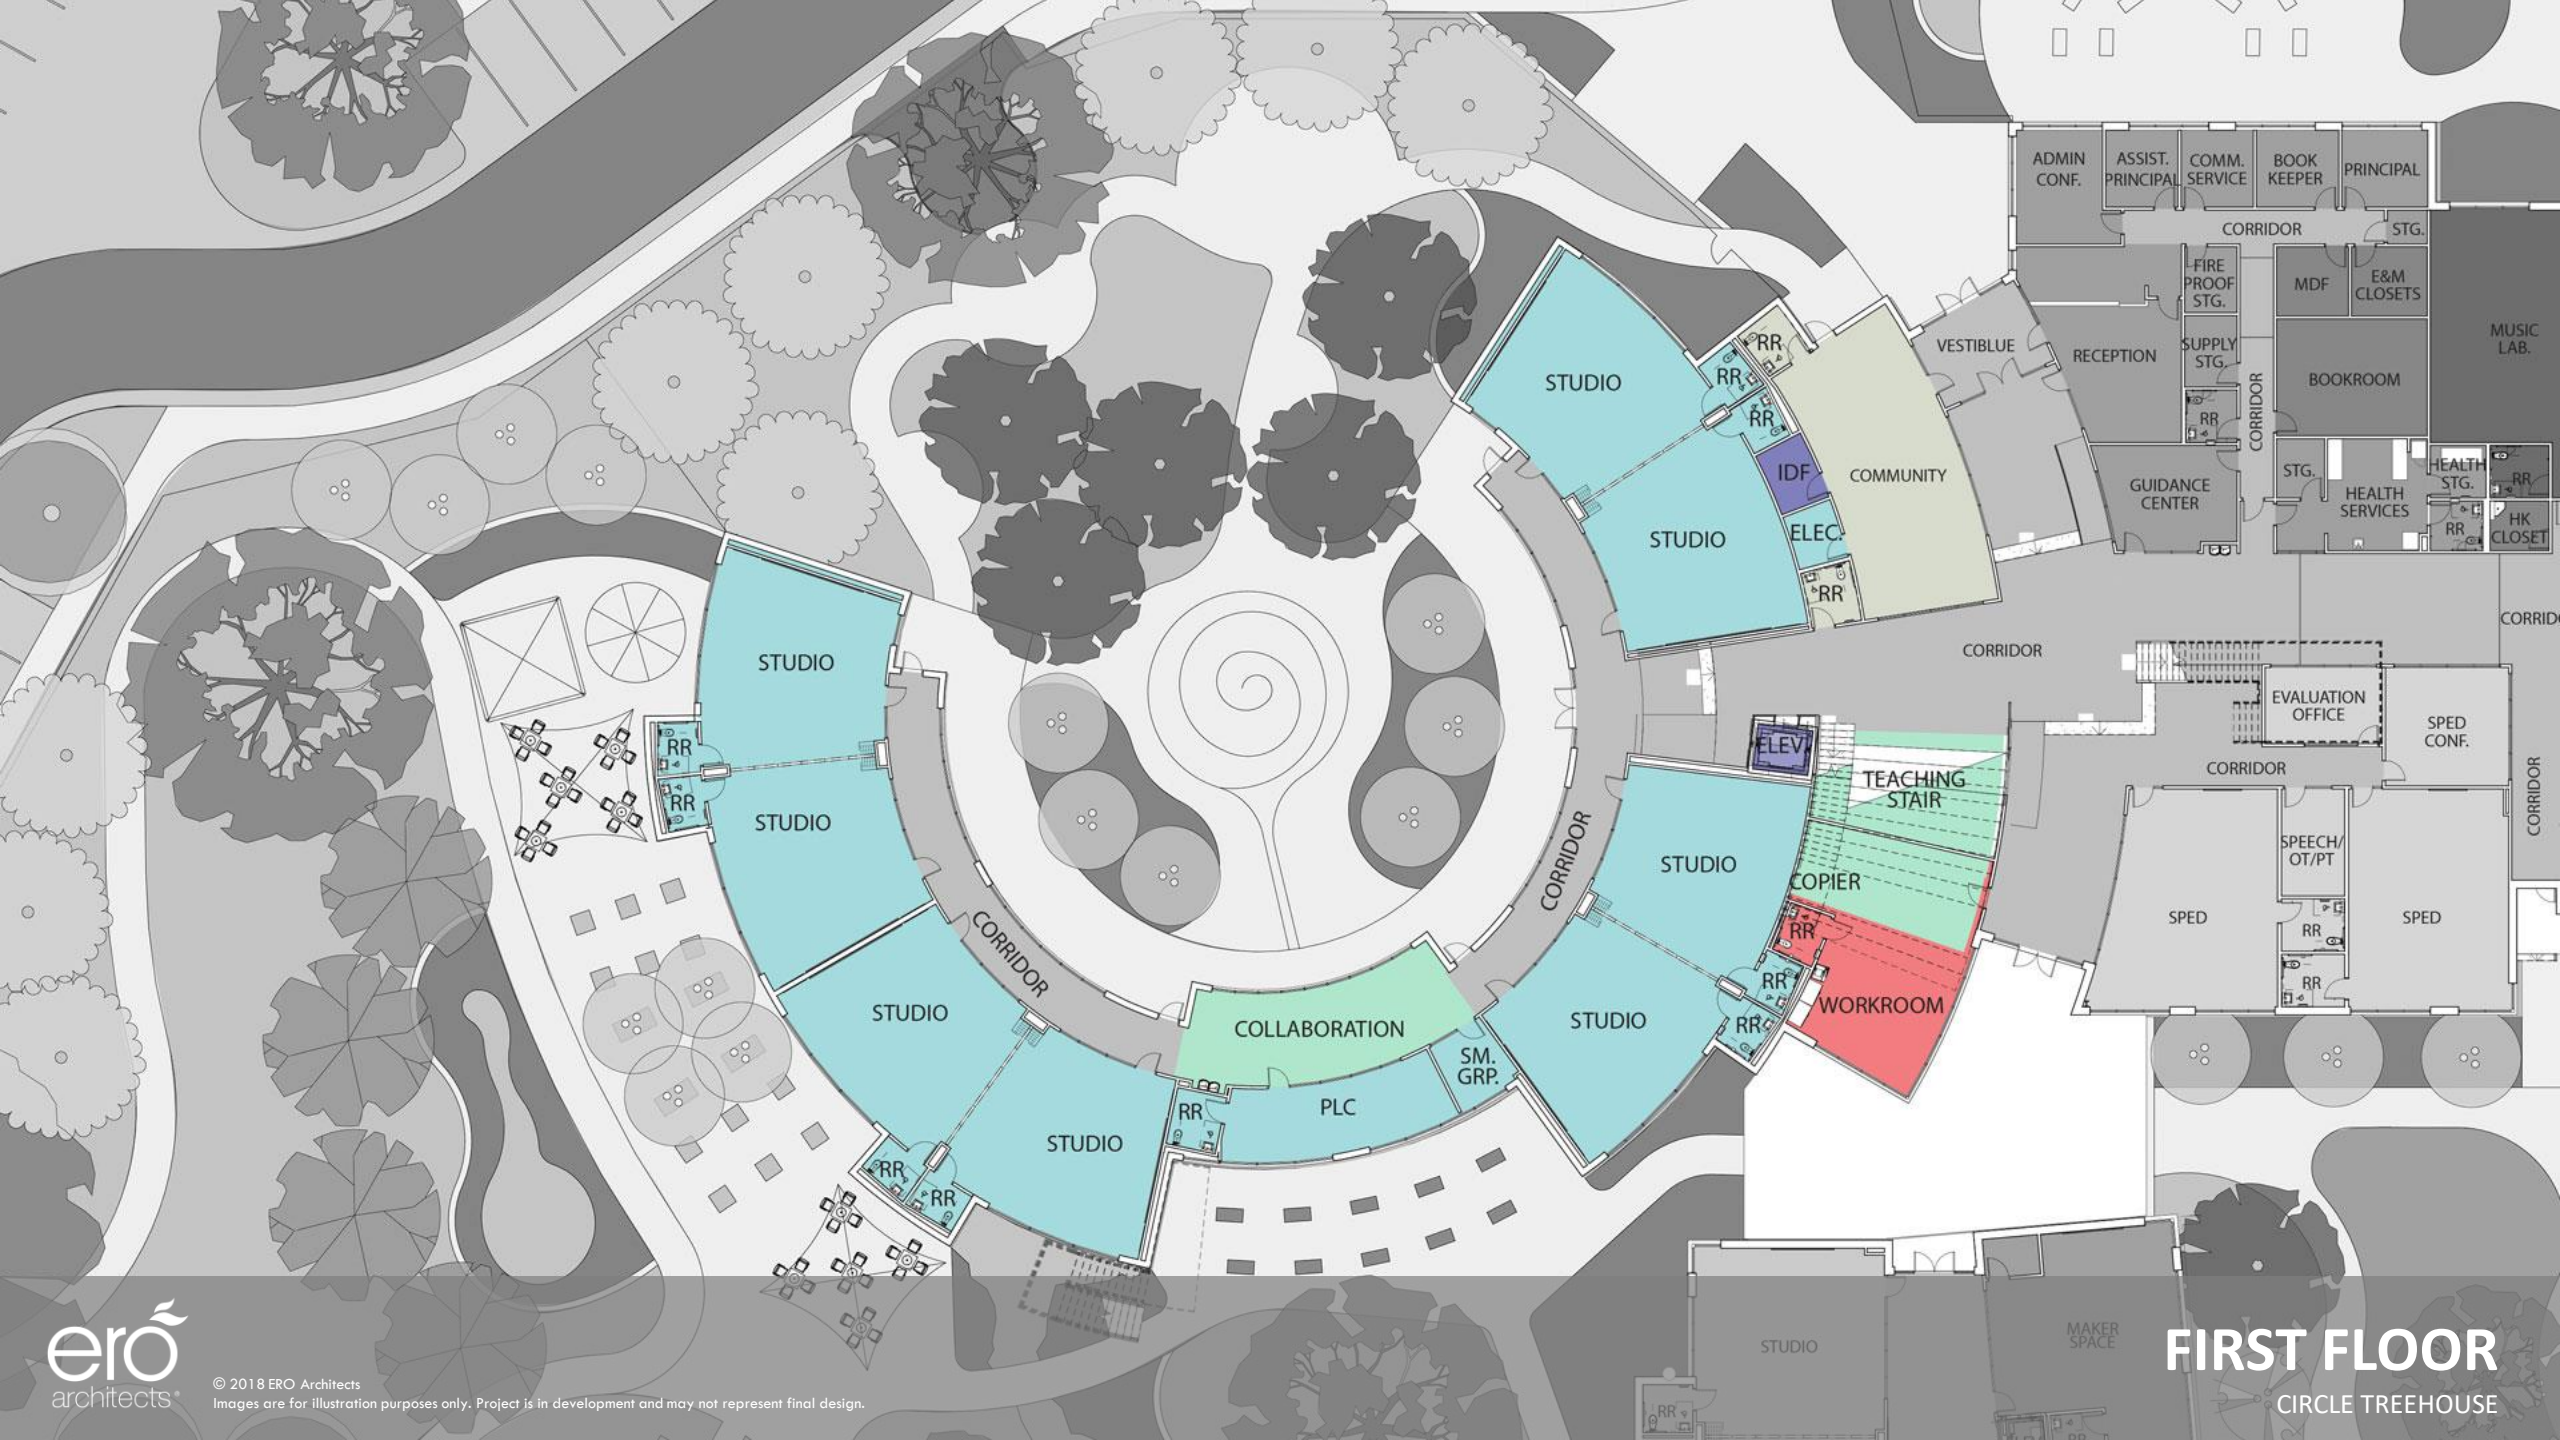 ADMIN
CONF.
ASSIST.
PRINCIPAL
COMM.
SERVICE
BOOK
KEEPER
PRINCIPAL
CORRIDOR
STG.
FIRE
PROOF
STG.
MDF
E&M
CLOSETS
MUSIC
LAB.
VESTIBLUE
RECEPTION
SUPPLY
STG.
BOOKROOM
RR
CORRIDOR
GUIDANCE
CENTER
STG.
HEALTH
SERVICES
HEALTH
STG.
RR
RR
HK
CLOSET
STUDIO
RR
RR
RR
IDF
COMMUNITY
STUDIO
ELEC.
RR
CORRIDOR
CORRID
EVALUATION
OFFICE
SPED
CONF.
CORRIDOR
CORRIDOR
ELEV.
TEACHING
STAIR
STUDIO
COPIER
SPEECH/
OT/PT
SPED
RR
SPED
RR
RR
RR
STUDIO
RR
WORKROOM
CORRIDOR
STUDIO
RR
RR
STUDIO
CORRIDOR
STUDIO
COLLABORATION
SM.
GRP.
PLC
RR
STUDIO
RR
RR
STUDIO
MAKER
SPACE
RR
RR
ero
architects
© 2018 ERO Architects
Images are for illustration purposes only. Project is in development and may not represent final design.
FIRST FLOOR
CIRCLE TREEHOUSE